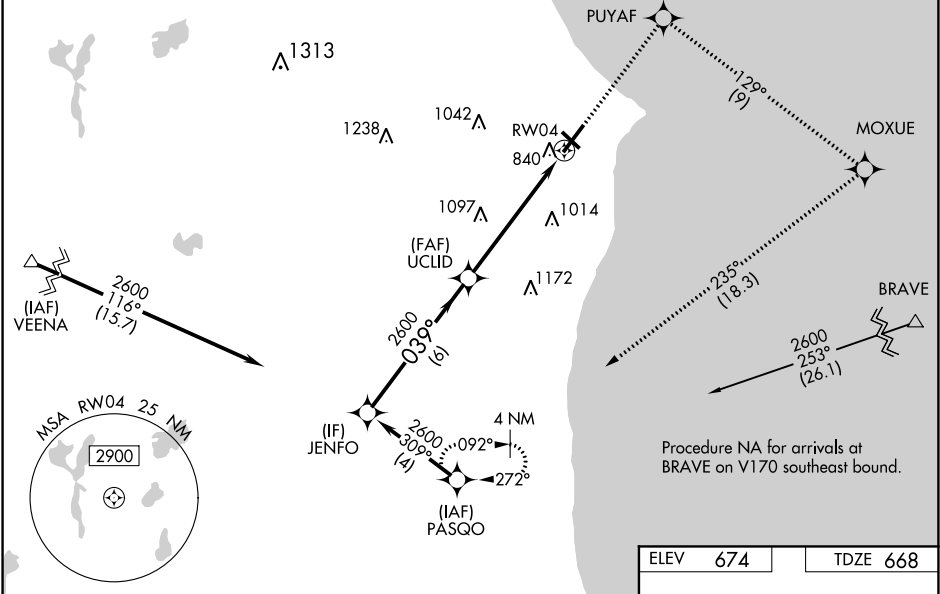 PUYAF
1313
129°
(9)
1042
1238
RW04
840
MOXUE
1097
1014
(FAF)
UCLID
1172
235°
(18.3)
BRAVE
2600
116°
(15.7)
(IAF)
VEENA
2600
039°
(6)
2600
253°
(26.1)
MSA RW04 25 NM
2900
(IF)
JENFO
2600
309°
(4)
4 NM
092°
272°
(IAF)
PASQO
Procedure NA for arrivals at
BRAVE on V170 southeast bound.
ELEV 674
TDZE 668